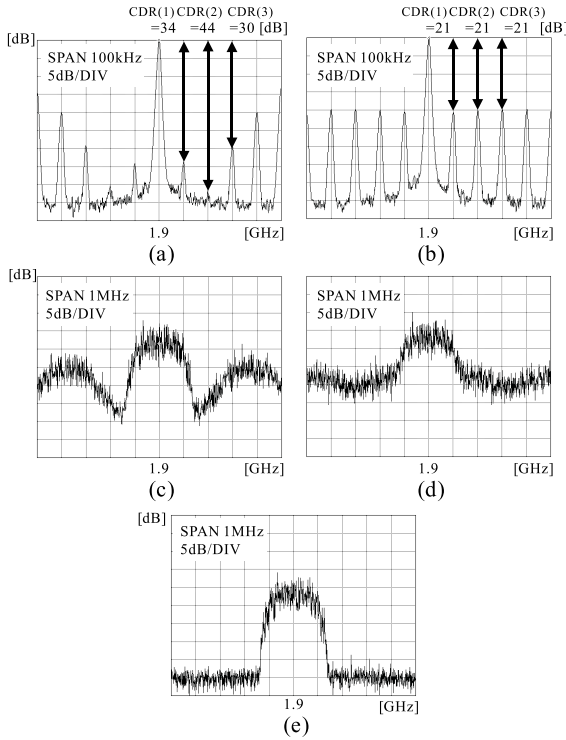 CDR(1) CDR(2) CDR(3)
=34 =44 =30 [dB]
[dB]
SPAN 100kHz
5dB/DIV
1.9 [GHz]
(a)
CDR(1) CDR(2) CDR(3)
=21 =21 =21 [dB]
SPAN 100kHz
5dB/DIV
1.9 [GHz]
(b)
[dB]
SPAN 1MHz
5dB/DIV
1.9 [GHz]
(c)
SPAN 1MHz
5dB/DIV
1.9 [GHz]
(d)
[dB]
SPAN 1MHz
5dB/DIV
1.9 [GHz]
(e)